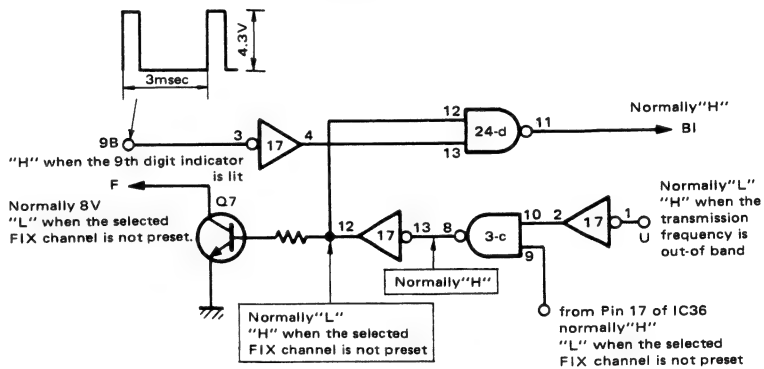 4.3V
3msec
9B
3
17
4
12
13
24-d
11
Normally"H"
BI
"H" when the 9th digit indicator
is lit
F
Normally 8V
"L" when the selected
FIX channel is not preset.
Q7
12
17
13
8
3-c
10
9
2
17
1
U
Normally"L"
"H" when the
transmission
frequency is
out-of band
Normally"H"
Normally"L"
"H" when the selected
FIX channel is not preset
from Pin 17 of IC36
normally"H"
"L" when the selected
FIX channel is not preset